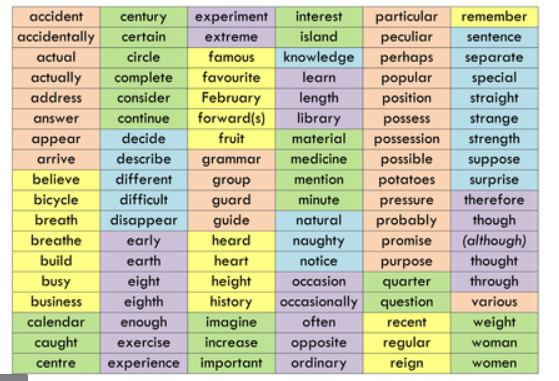 accident century experiment interest particular remember
accidentally certain extreme island peculiar sentence
actual circle famous knowledge perhaps separate
actually complete favourite learn popular special
address consider February length position straight
answer continue forward(s) library possess strange
appear decide fruit material possession strength
arrive describe grammar medicine possible suppose
believe different group mention potatoes surprise
bicycle difficult guard minute pressure therefore
breath disappear guide natural probably though
breathe early heard naughty promise (although)
build earth heart notice purpose thought
busy eight height occasion quarter through
business eighth history occasionally question various
calendar enough imagine often recent weight
caught exercise increase opposite regular woman
centre experience important ordinary reign women